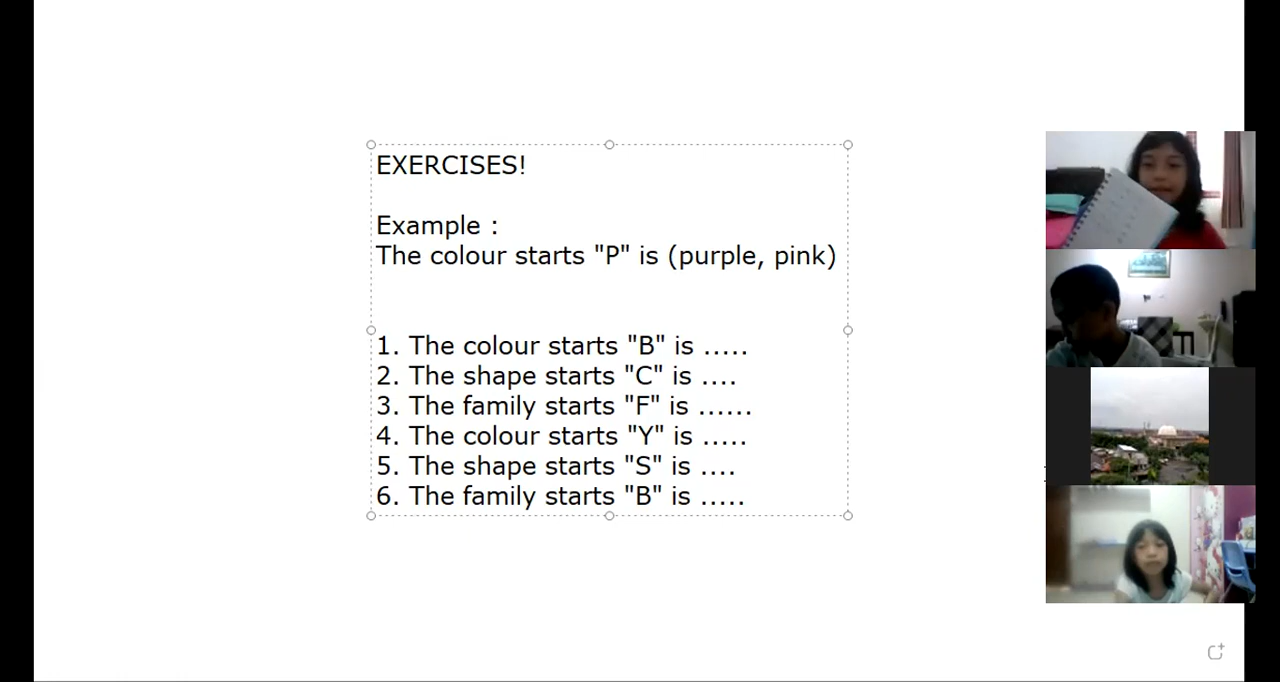 EXERCISES!
Example :
The colour starts "P" is (purple, pink)
1. The colour starts "B" is .....
2. The shape starts "C" is ....
3. The family starts "F" is ......
4. The colour starts "Y" is .....
5. The shape starts "S" is ....
6. The family starts "B" is .....